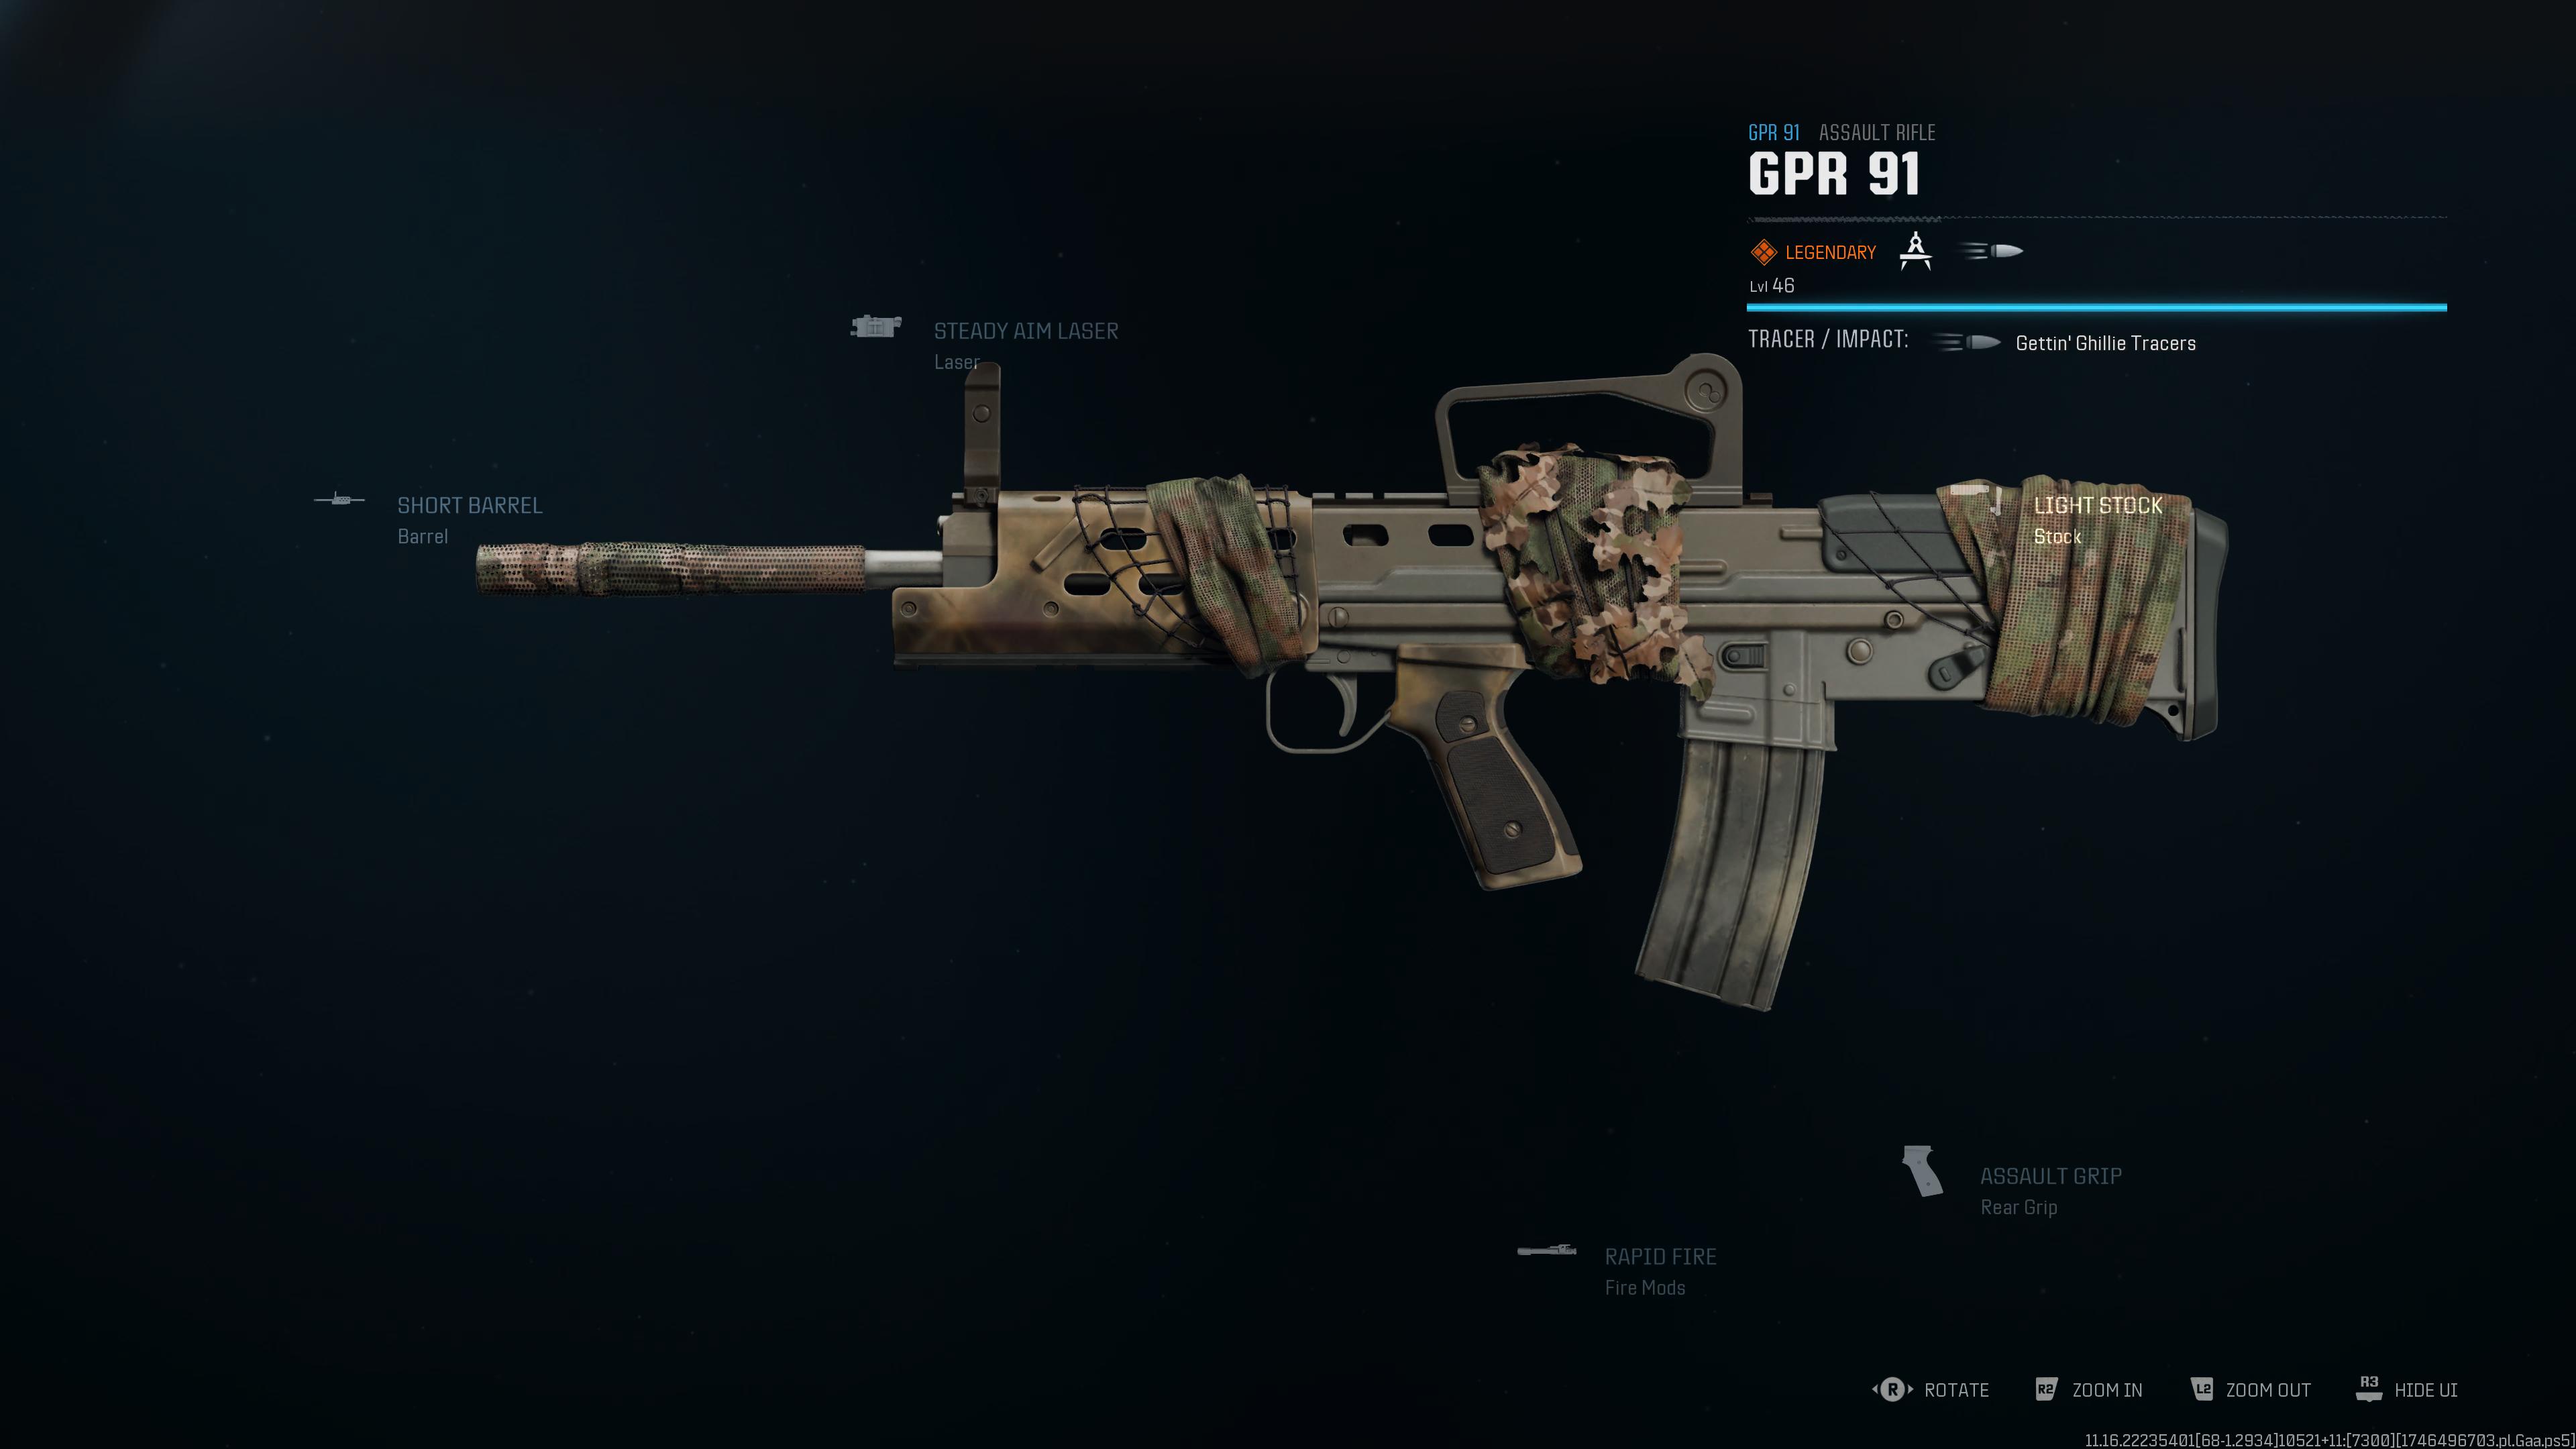 GPR 91 ASSAULT RIFLE
GPR 91
LEGENDARY
Lvl 46
TRACER / IMPACT: Gettin' Ghillie Tracers
STEADY AIM LASER
Laser
SHORT BARREL
Barrel
LIGHT STOCK
Stock
ASSAULT GRIP
Rear Grip
RAPID FIRE
Fire Mods
R ROTATE R2 ZOOM IN L2 ZOOM OUT R3 HIDE UI
11.16.22235401[68-1.2934]10521+11:[7300][1746496703.pl.Gaa.ps5]